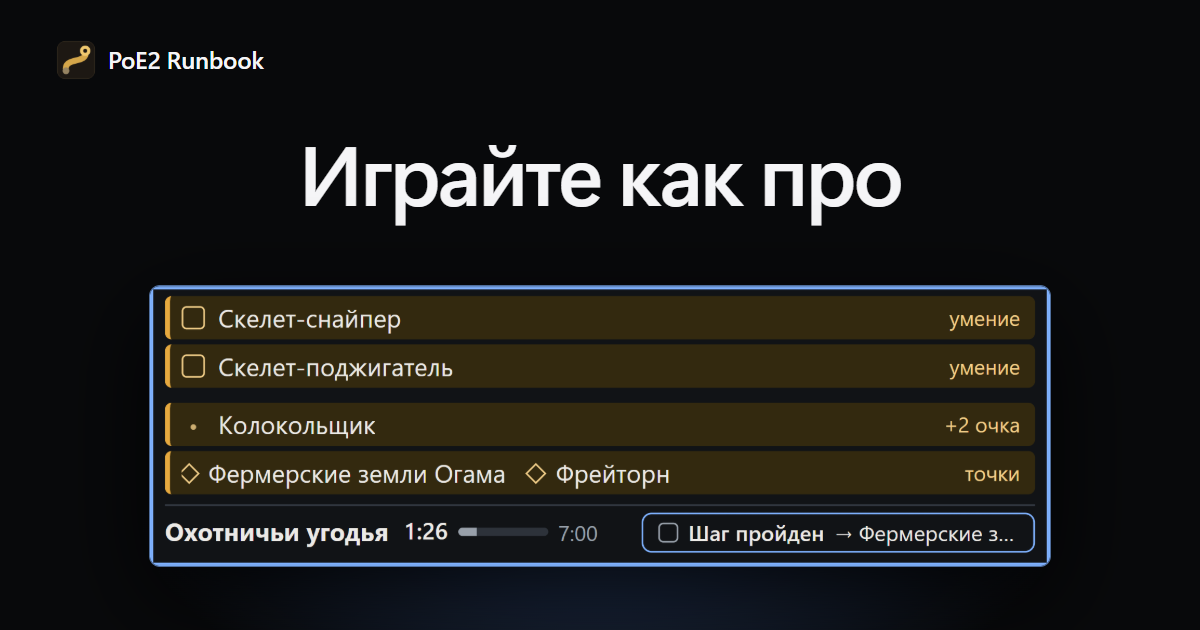 PoE2 Runbook
Играйте как про
Скелет-снайпер умение
Скелет-поджигатель умение
Колокольщик +2 очка
Фермерские земли Огама Фрейторн точки
Охотничьи угодья 1:26 7:00 Шаг пройден → Фермерские з...